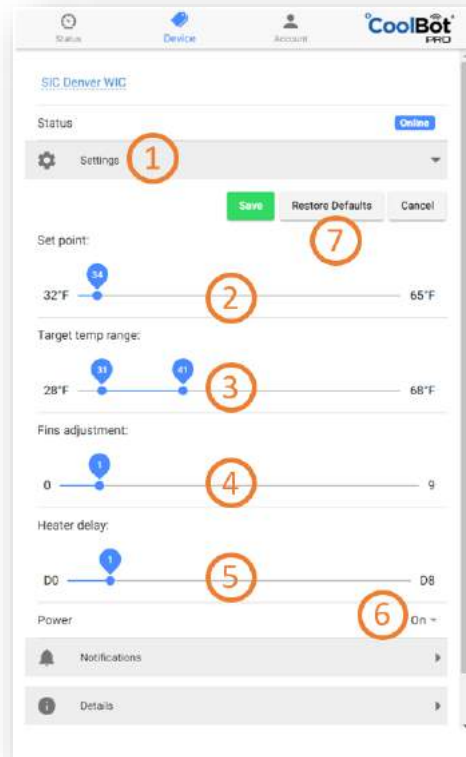 Status Device Account °CoolBot PRO
SIC Denver WIC
Status Online
Settings 1
Save Restore Defaults Cancel
7
Set point:
34
32°F 2 65°F
Target temp range:
31 41
28°F 3 68°F
Fins adjustment:
1
0 4 9
Heater delay:
1
D0 5 D8
Power 6 On
Notifications
Details